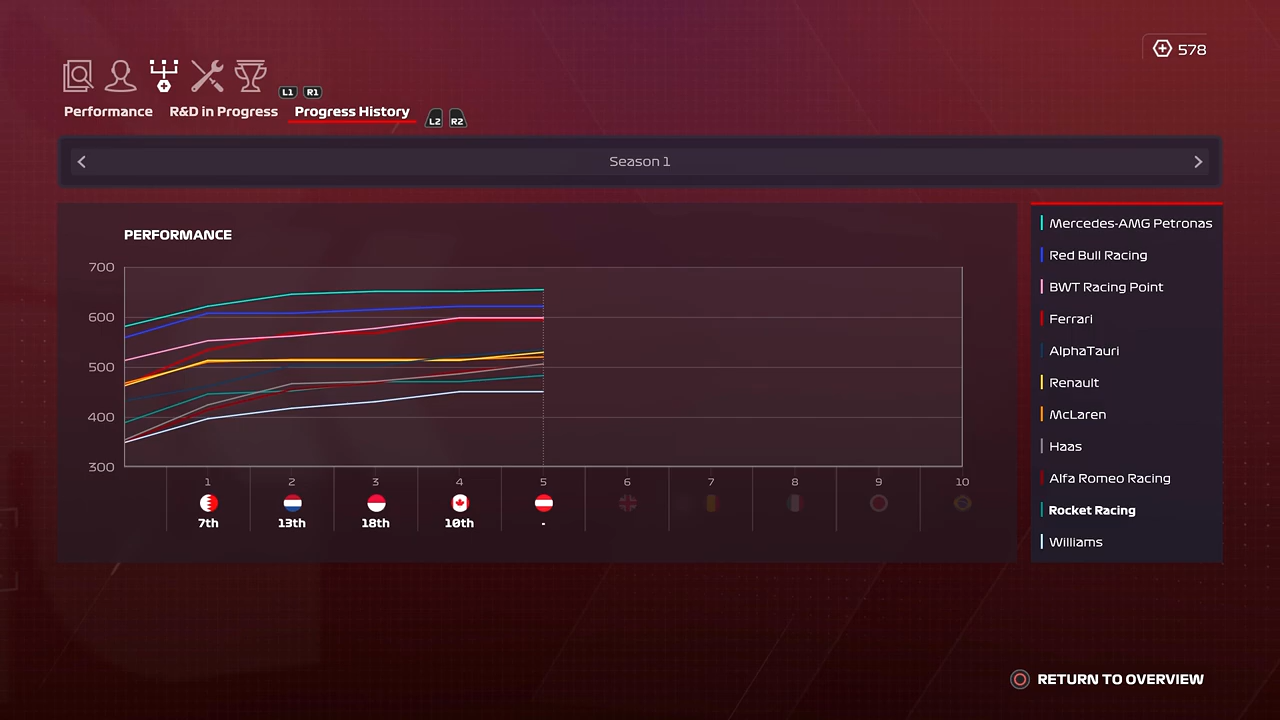 578
L1 R1
Performance R&D in Progress Progress History
L2 R2
Season 1
PERFORMANCE
700
600
500
400
300
1 2 3 4 5 6 7 8 9 10
7th 13th 18th 10th -
Mercedes-AMG Petronas
Red Bull Racing
BWT Racing Point
Ferrari
AlphaTauri
Renault
McLaren
Haas
Alfa Romeo Racing
Rocket Racing
Williams
RETURN TO OVERVIEW